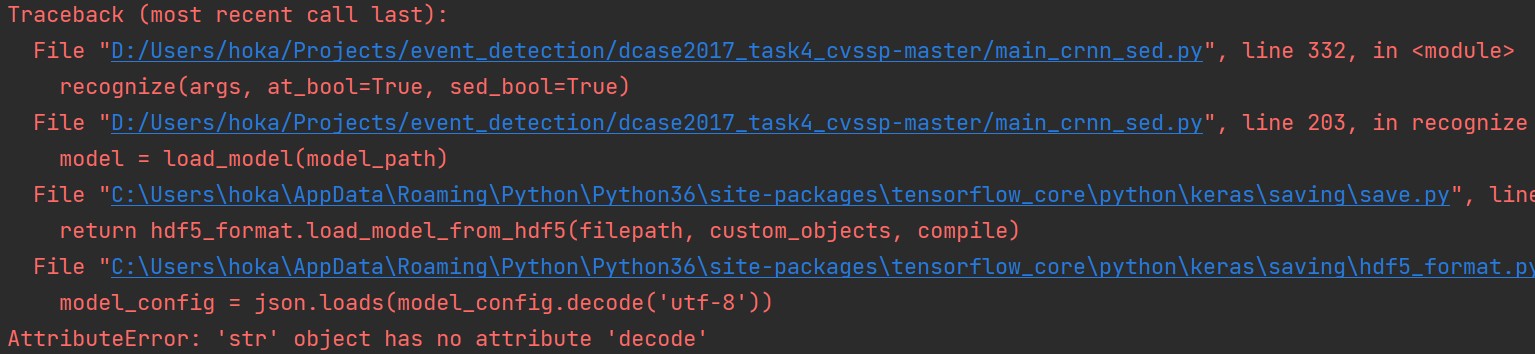 Traceback (most recent call last):
  File "D:/Users/hoka/Projects/event_detection/dcase2017_task4_cvssp-master/main_crnn_sed.py", line 332, in <module>
    recognize(args, at_bool=True, sed_bool=True)
  File "D:/Users/hoka/Projects/event_detection/dcase2017_task4_cvssp-master/main_crnn_sed.py", line 203, in recognize
    model = load_model(model_path)
  File "C:\Users\hoka\AppData\Roaming\Python\Python36\site-packages\tensorflow_core\python\keras\saving\save.py", line
    return hdf5_format.load_model_from_hdf5(filepath, custom_objects, compile)
  File "C:\Users\hoka\AppData\Roaming\Python\Python36\site-packages\tensorflow_core\python\keras\saving\hdf5_format.py
    model_config = json.loads(model_config.decode('utf-8'))
AttributeError: 'str' object has no attribute 'decode'